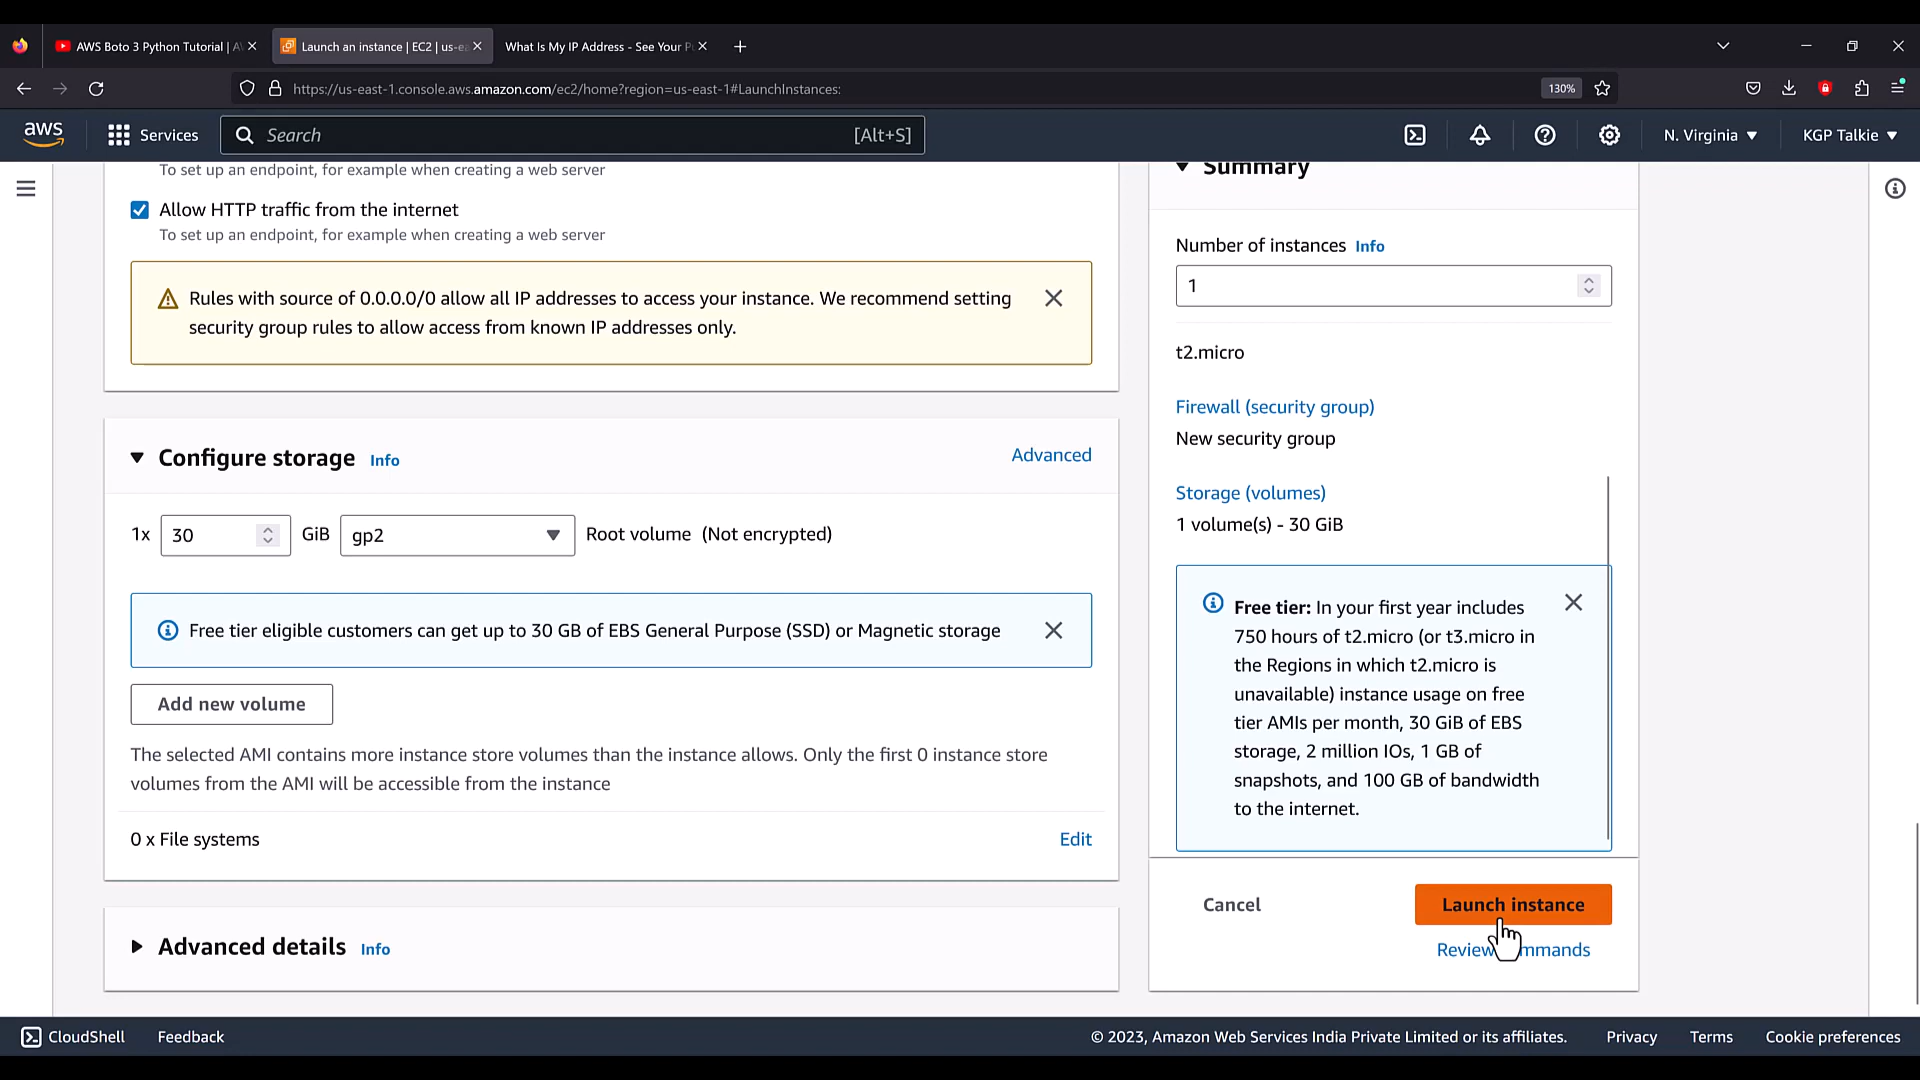 AWS Boto 3 Python Tutorial | A
Launch an instance | EC2 | us-ea
What Is My IP Address - See Your P
https://us-east-1.console.aws.amazon.com/ec2/home?region=us-east-1#LaunchInstances:
130%
aws
Services
Search
[Alt+S]
N. Virginia
KGP Talkie
To set up an endpoint, for example when creating a web server
Allow HTTP traffic from the internet
To set up an endpoint, for example when creating a web server
Rules with source of 0.0.0.0/0 allow all IP addresses to access your instance. We recommend setting
security group rules to allow access from known IP addresses only.
Configure storage Info
Advanced
1x 30 GiB gp2 Root volume (Not encrypted)
Free tier eligible customers can get up to 30 GB of EBS General Purpose (SSD) or Magnetic storage
Add new volume
The selected AMI contains more instance store volumes than the instance allows. Only the first 0 instance store
volumes from the AMI will be accessible from the instance
0 x File systems
Edit
Advanced details Info
Summary
Number of instances Info
1
t2.micro
Firewall (security group)
New security group
Storage (volumes)
1 volume(s) - 30 GiB
Free tier: In your first year includes
750 hours of t2.micro (or t3.micro in
the Regions in which t2.micro is
unavailable) instance usage on free
tier AMIs per month, 30 GiB of EBS
storage, 2 million IOs, 1 GB of
snapshots, and 100 GB of bandwidth
to the internet.
Cancel
Launch instance
Review mmands
CloudShell
Feedback
© 2023, Amazon Web Services India Private Limited or its affiliates.
Privacy
Terms
Cookie preferences